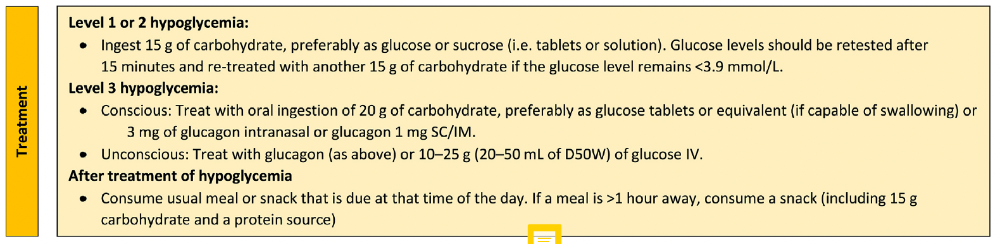 Treatment
Level 1 or 2 hypoglycemia:
• Ingest 15 g of carbohydrate, preferably as glucose or sucrose (i.e. tablets or solution). Glucose levels should be retested after
15 minutes and re-treated with another 15 g of carbohydrate if the glucose level remains <3.9 mmol/L.
Level 3 hypoglycemia:
• Conscious: Treat with oral ingestion of 20 g of carbohydrate, preferably as glucose tablets or equivalent (if capable of swallowing) or
3 mg of glucagon intranasal or glucagon 1 mg SC/IM.
• Unconscious: Treat with glucagon (as above) or 10–25 g (20–50 mL of D50W) of glucose IV.
After treatment of hypoglycemia
• Consume usual meal or snack that is due at that time of the day. If a meal is >1 hour away, consume a snack (including 15 g
carbohydrate and a protein source)